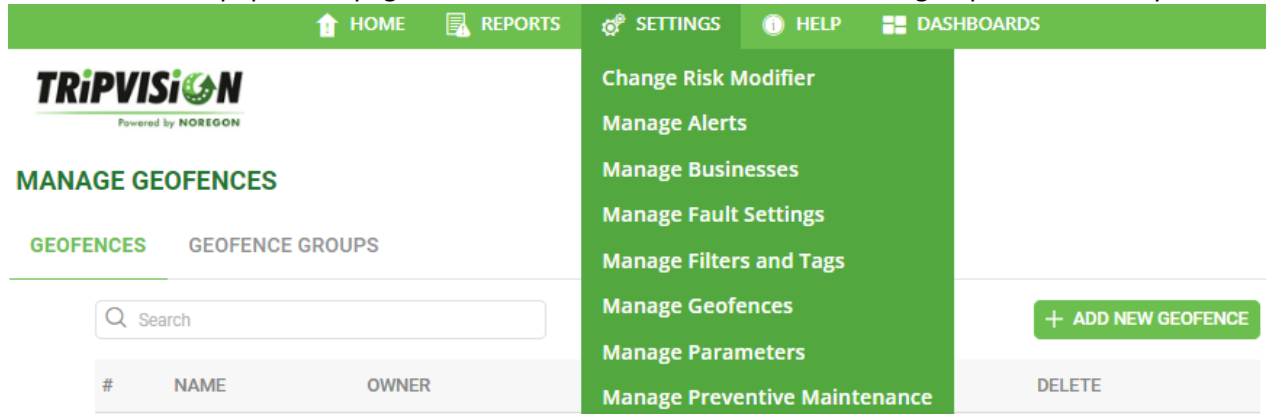 HOME REPORTS SETTINGS HELP DASHBOARDS
TRiPVISiON
Powered by NOREGON
MANAGE GEOFENCES
GEOFENCES GEOFENCE GROUPS
Change Risk Modifier
Manage Alerts
Manage Businesses
Manage Fault Settings
Manage Filters and Tags
Manage Geofences
Manage Parameters
Manage Preventive Maintenance
Search
+ ADD NEW GEOFENCE
# NAME OWNER DELETE